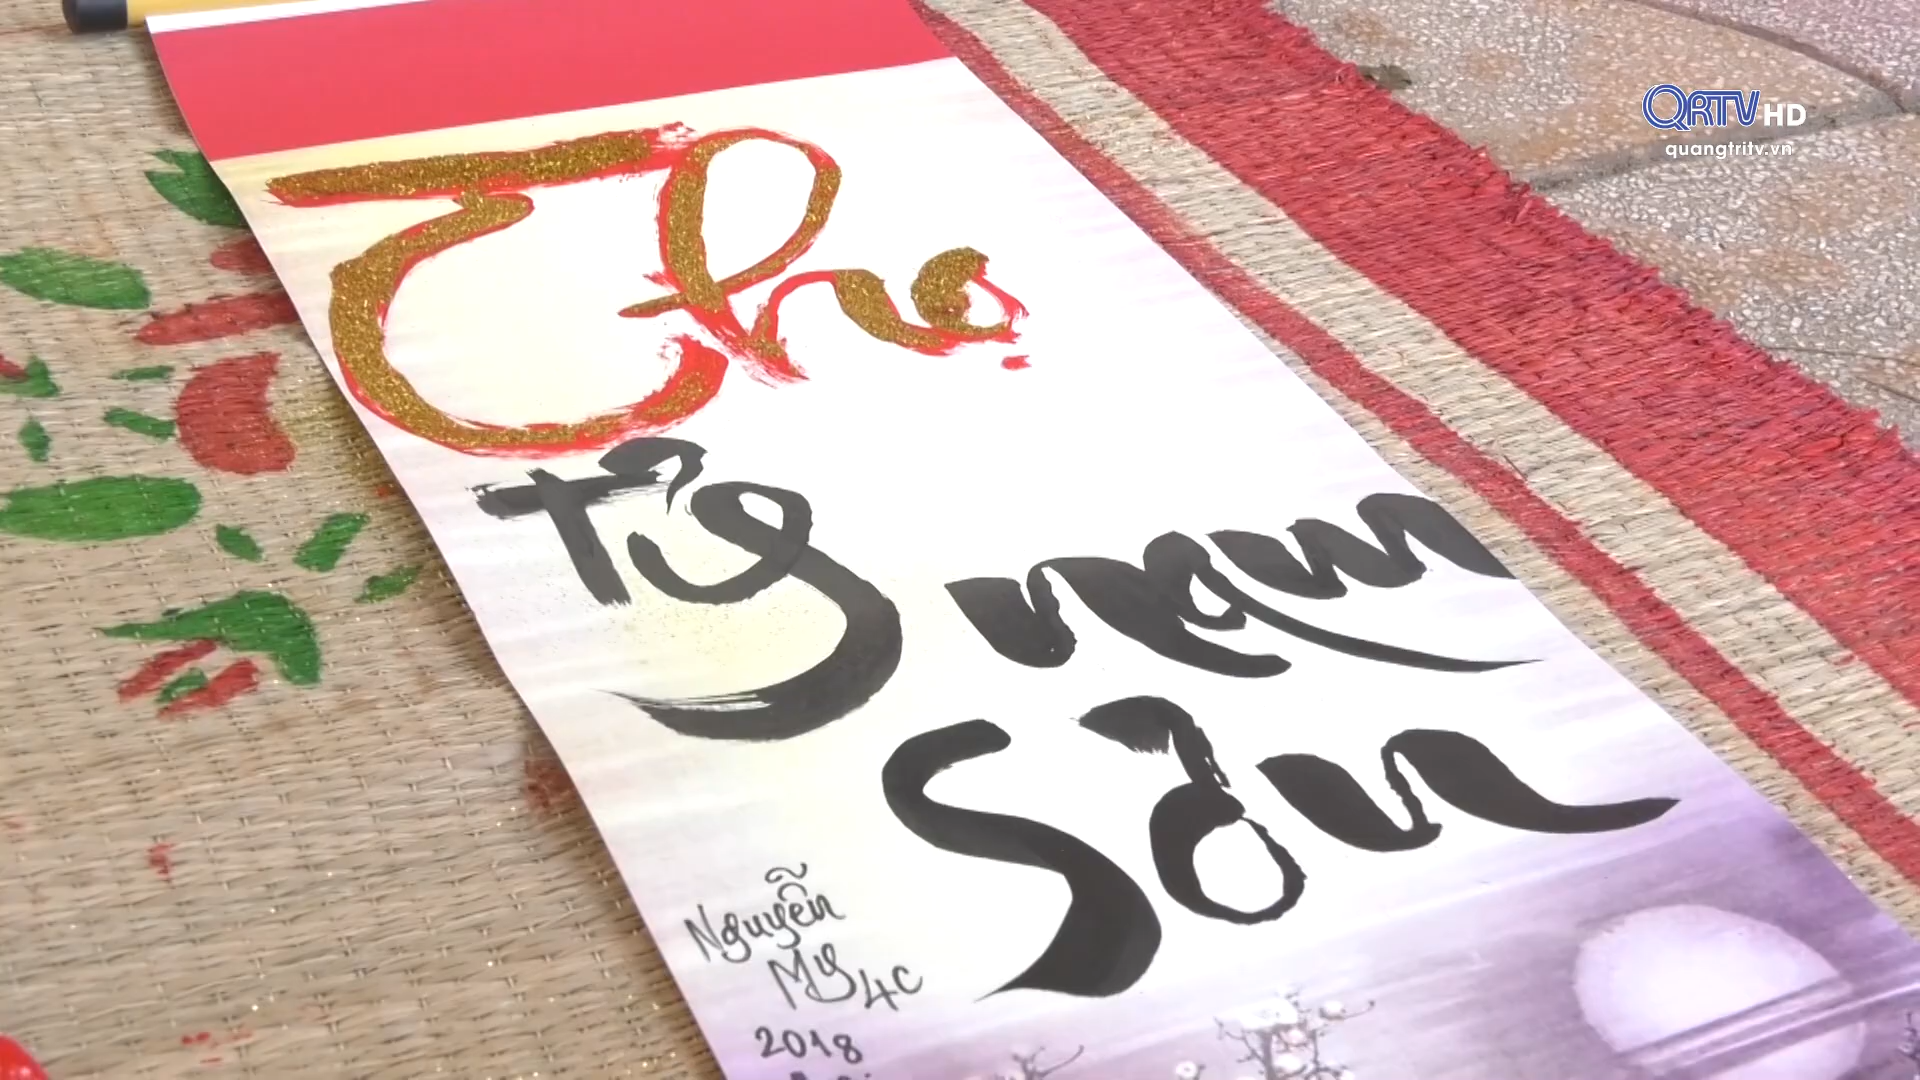 QRTV HD
quangtritv.vn
Thọ
Tỷ nam
Sơn
Nguyễn
My 4C
2018